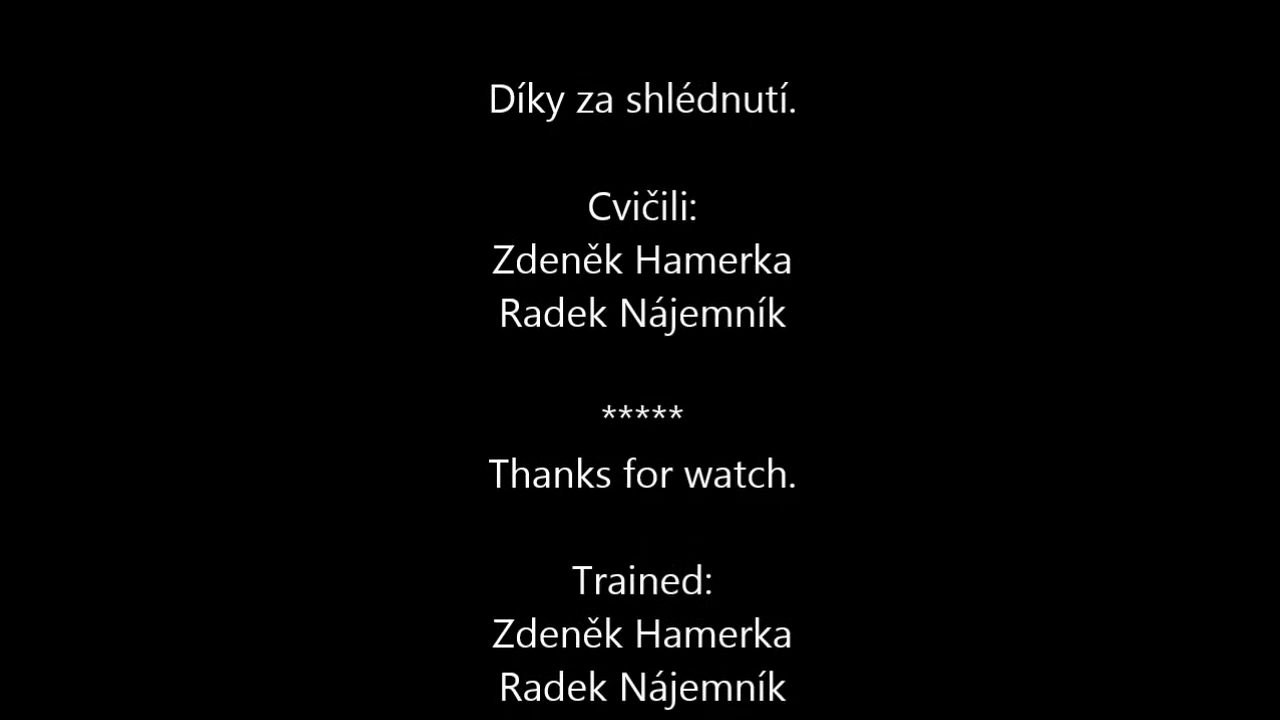 Díky za shlédnutí.
Cvičili:
Zdeněk Hamerka
Radek Nájemník
*****
Thanks for watch.
Trained:
Zdeněk Hamerka
Radek Nájemník